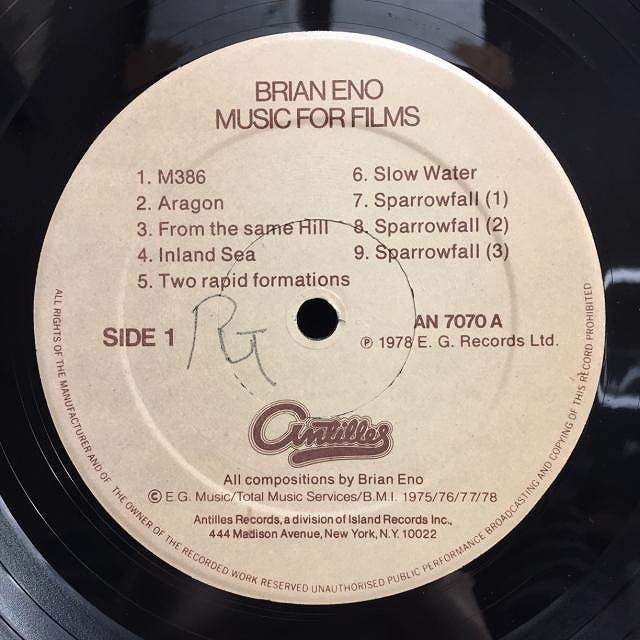 BRIAN ENO
MUSIC FOR FILMS
1. M386
2. Aragon
3. From the same Hill
4. Inland Sea
5. Two rapid formations
6. Slow Water
7. Sparrowfall (1)
8. Sparrowfall (2)
9. Sparrowfall (3)
SIDE 1
RG
AN 7070 A
℗ 1978 E. G. Records Ltd.
Antilles
All compositions by Brian Eno
© E.G. Music/Total Music Services/B.M.I. 1975/76/77/78
Antilles Records, a division of Island Records Inc.,
444 Madison Avenue, New York, N.Y. 10022
ALL RIGHTS OF THE MANUFACTURER AND OF THE OWNER OF THE RECORDED WORK RESERVED UNAUTHORISED PUBLIC PERFORMANCE BROADCASTING AND COPYING OF THIS RECORD PROHIBITED